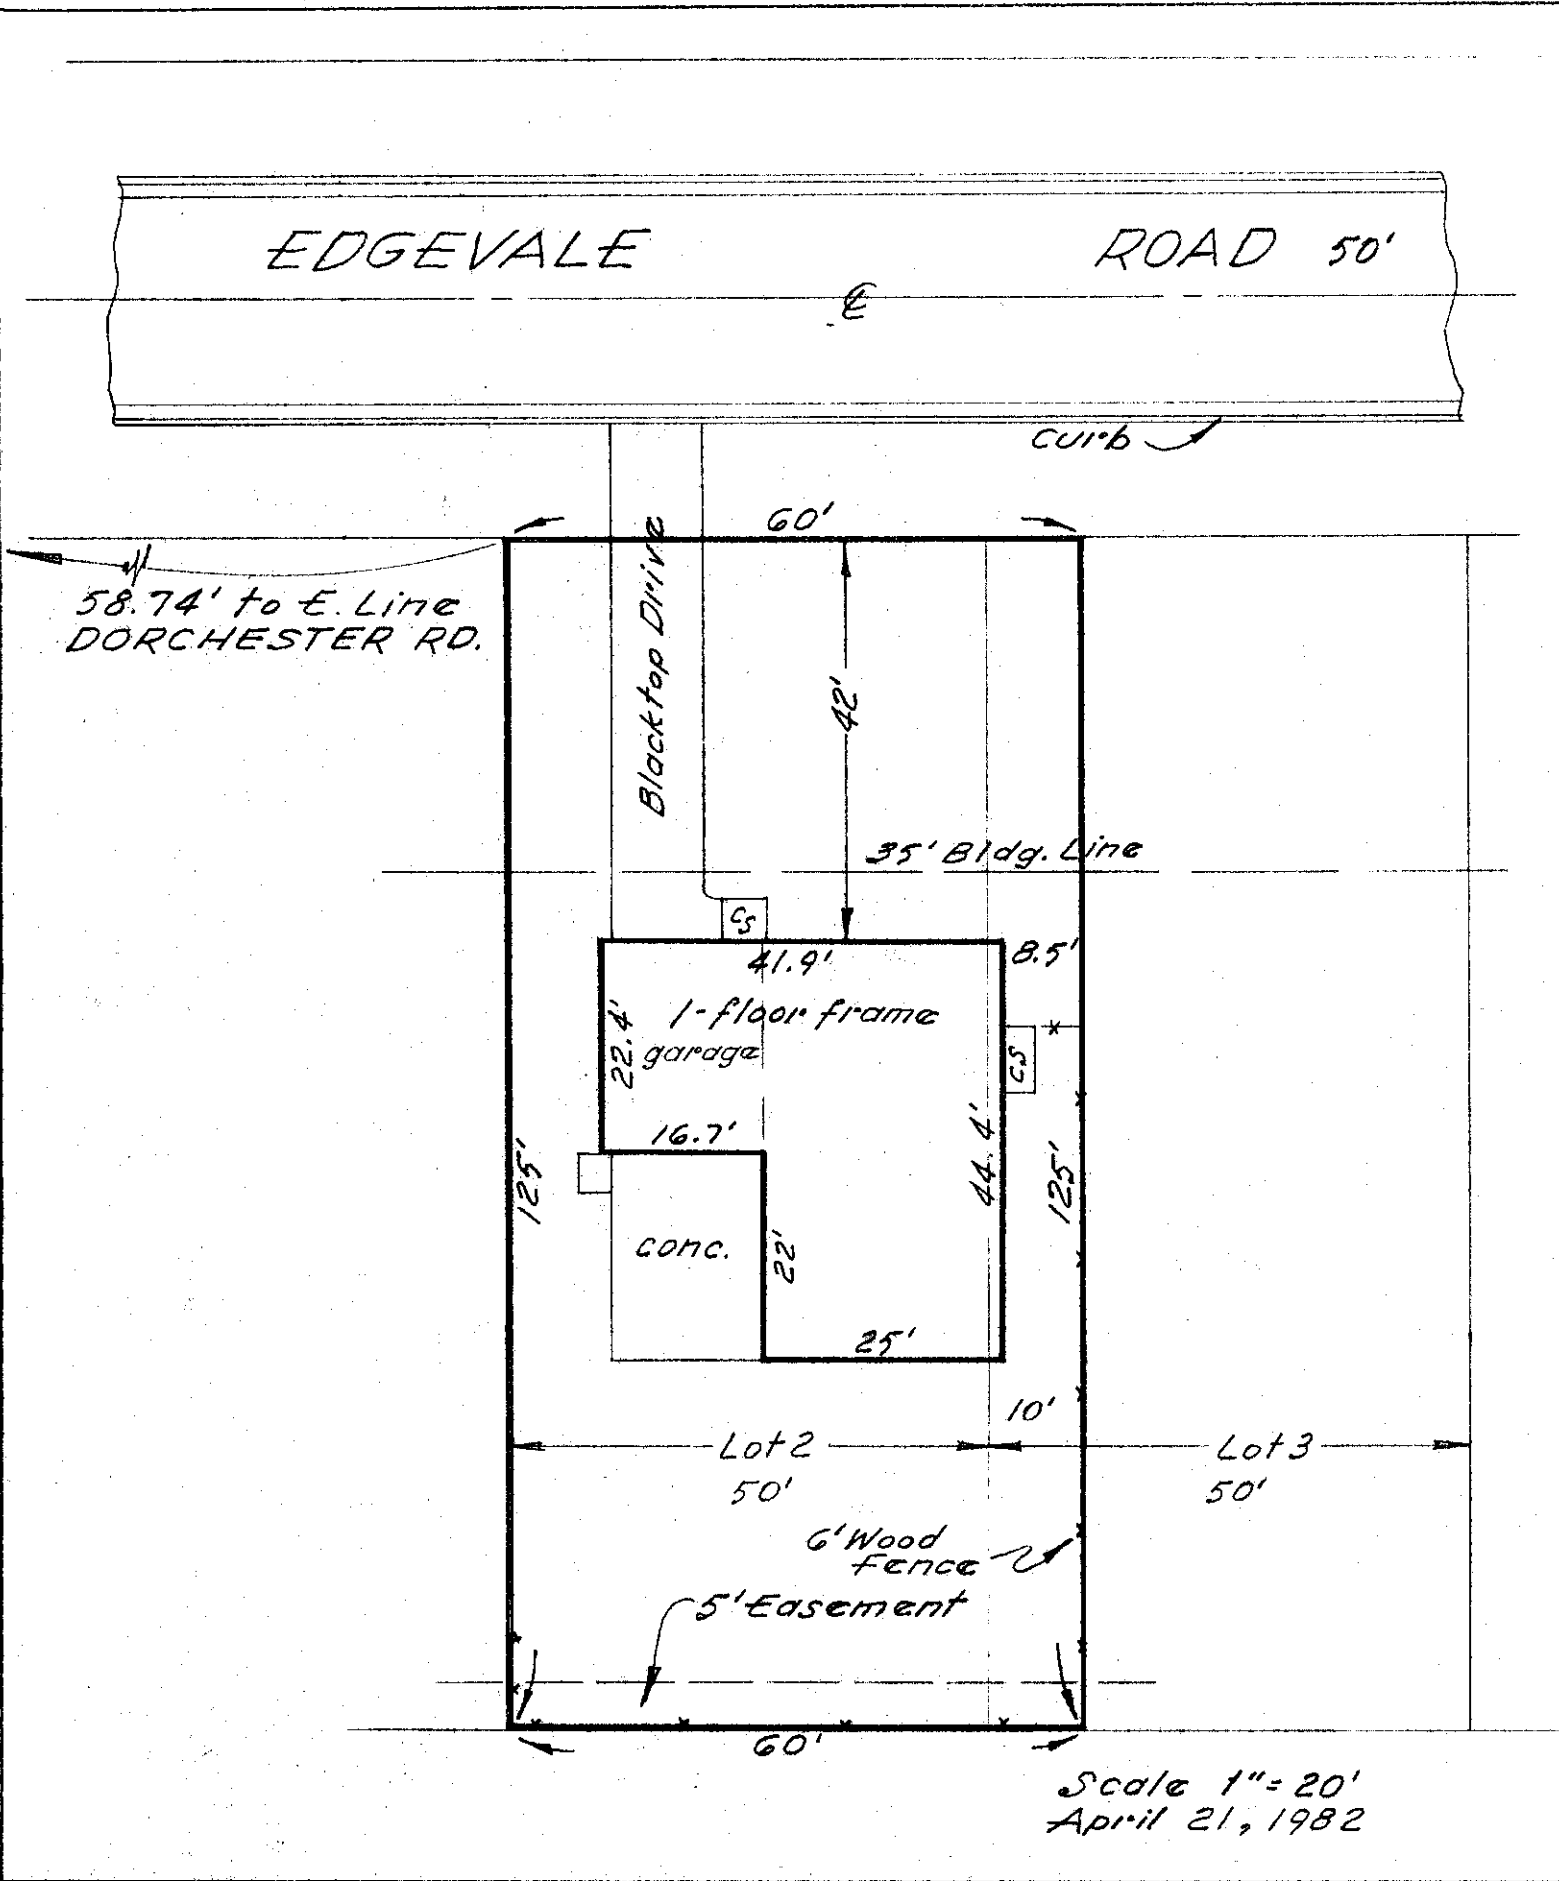 EDGEVALE ROAD 50'
℄
curb
60'
58.74' to E. Line
DORCHESTER RD.
Blacktop Drive
42'
35' Bldg. Line
CS
41.9'
8.5'
1-floor frame
garage
22.4'
CS
16.7'
44.4'
125'
125'
conc.
22'
25'
10'
Lot 2
50'
Lot 3
50'
6' Wood
Fence
5' Easement
60'
Scale 1" = 20'
April 21, 1982